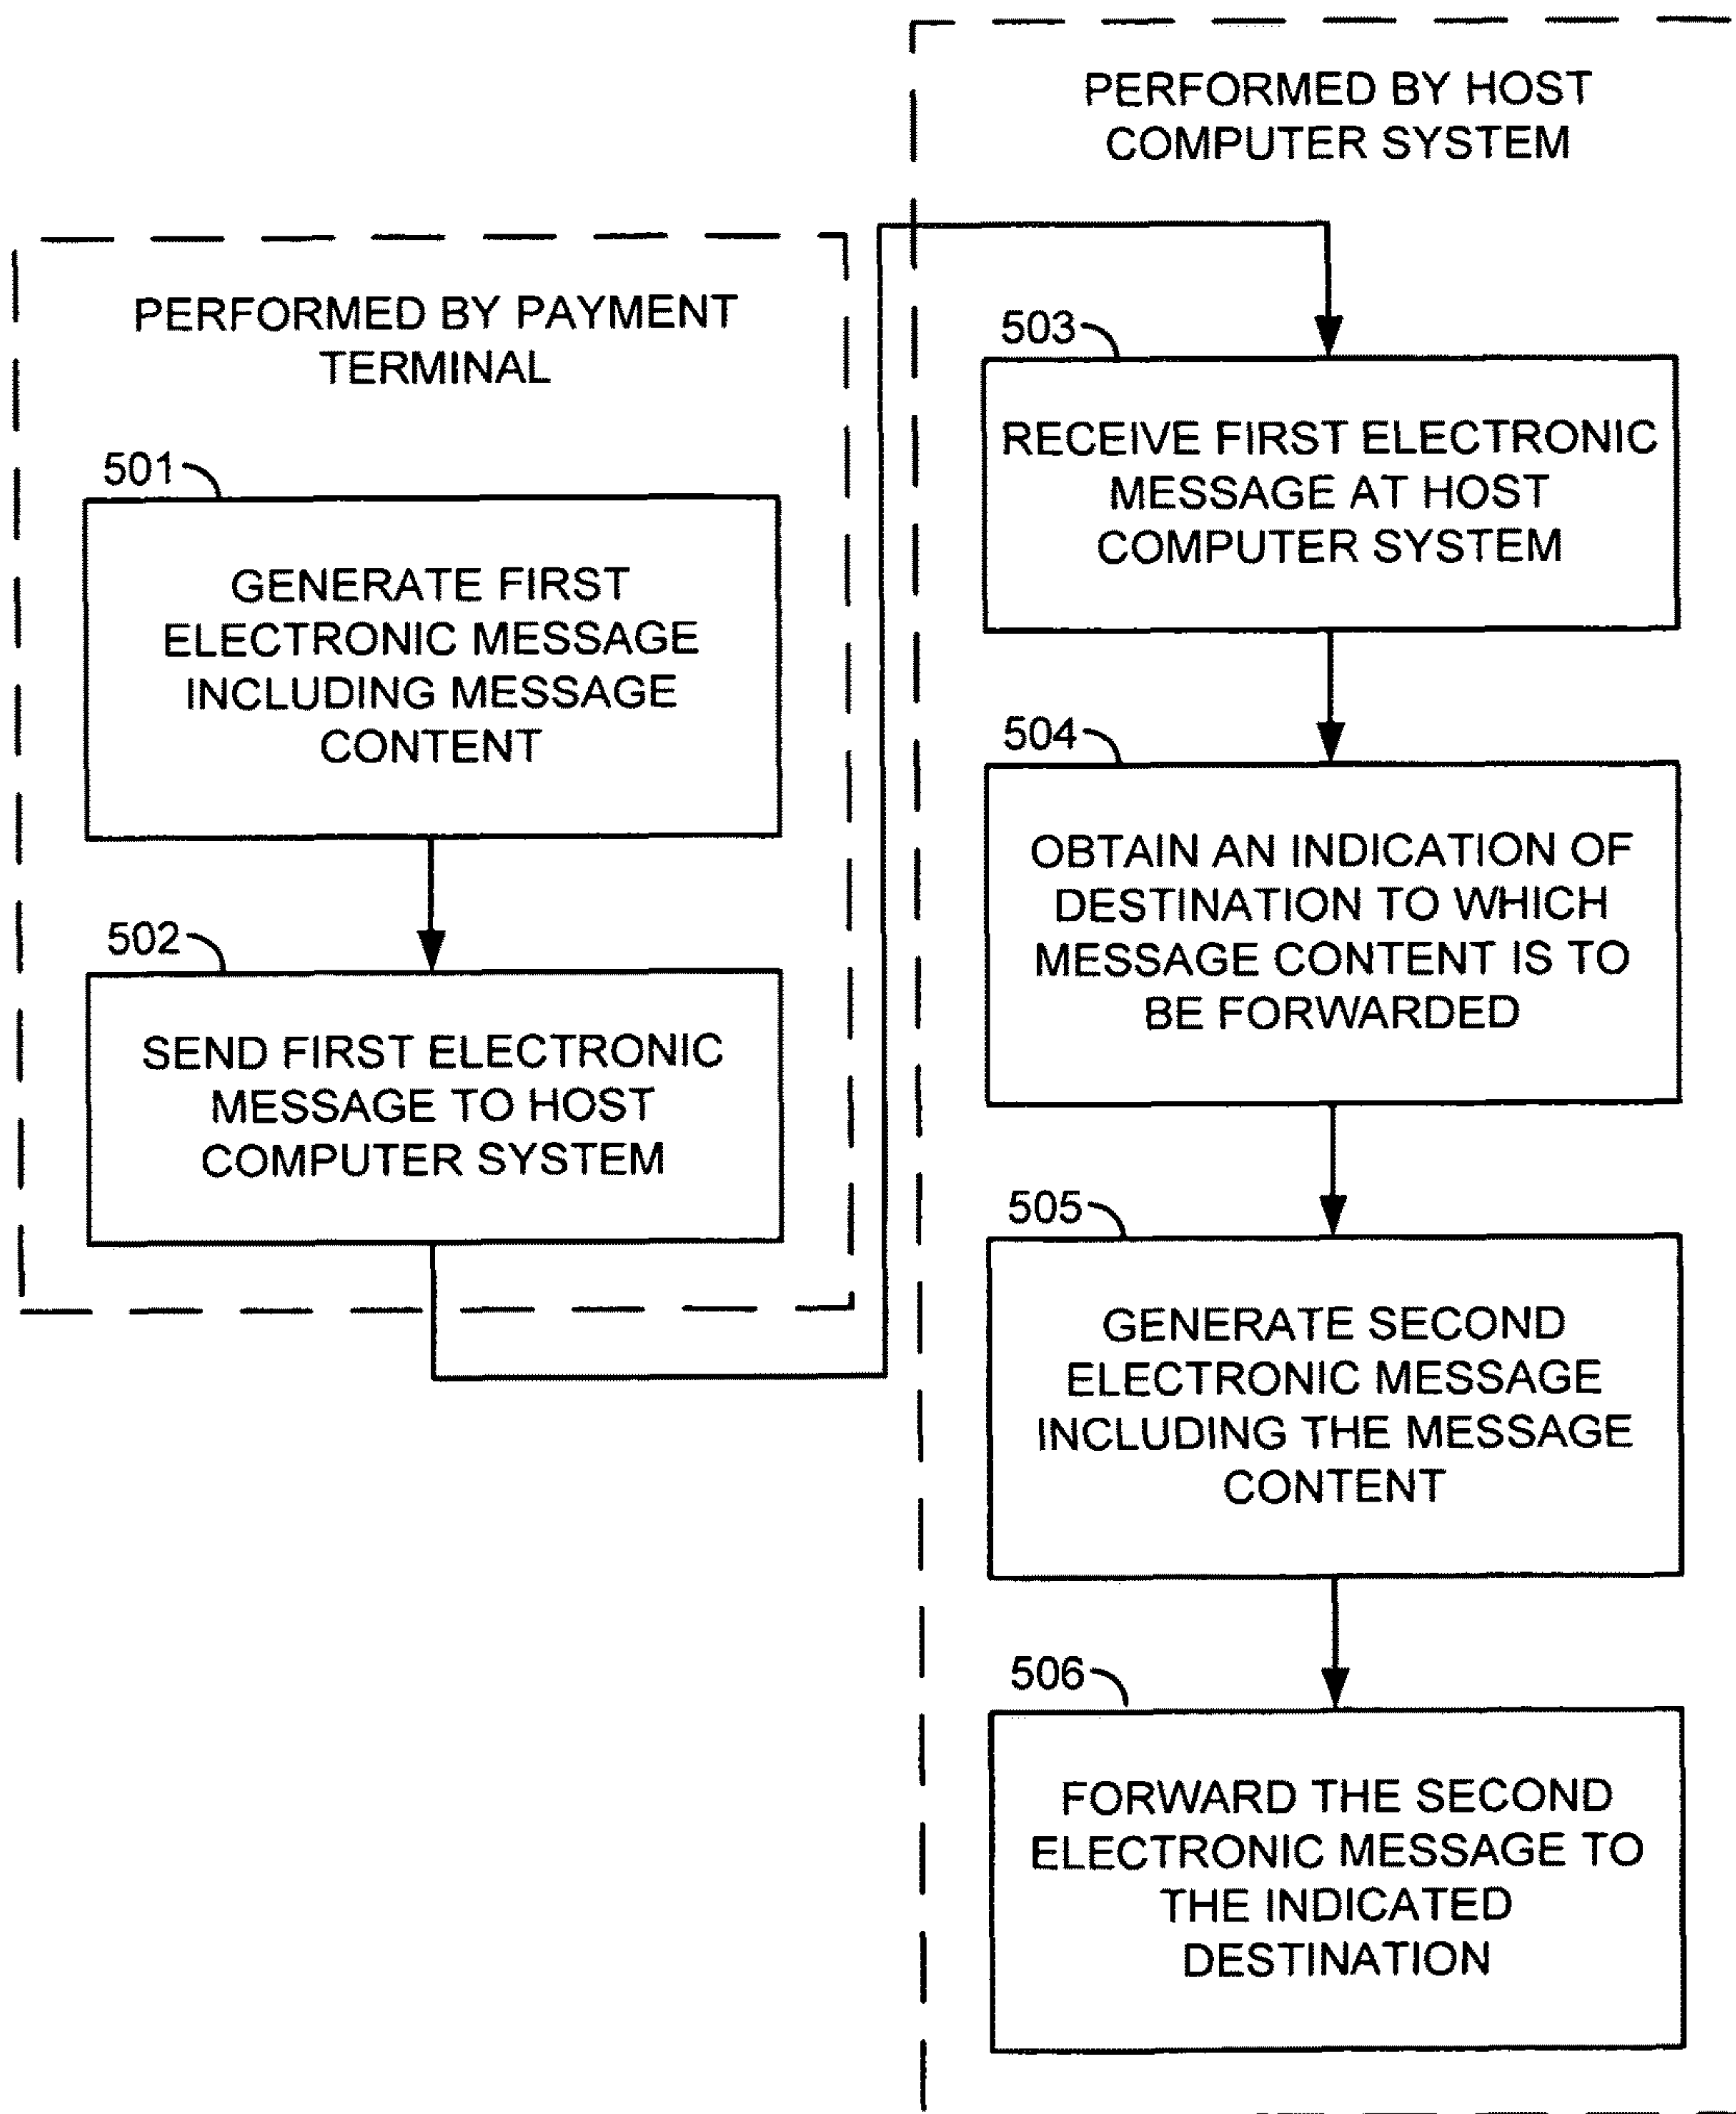 PERFORMED BY PAYMENT
TERMINAL
501
GENERATE FIRST
ELECTRONIC MESSAGE
INCLUDING MESSAGE
CONTENT
502
SEND FIRST ELECTRONIC
MESSAGE TO HOST
COMPUTER SYSTEM
PERFORMED BY HOST
COMPUTER SYSTEM
503
RECEIVE FIRST ELECTRONIC
MESSAGE AT HOST
COMPUTER SYSTEM
504
OBTAIN AN INDICATION OF
DESTINATION TO WHICH
MESSAGE CONTENT IS TO
BE FORWARDED
505
GENERATE SECOND
ELECTRONIC MESSAGE
INCLUDING THE MESSAGE
CONTENT
506
FORWARD THE SECOND
ELECTRONIC MESSAGE TO
THE INDICATED
DESTINATION